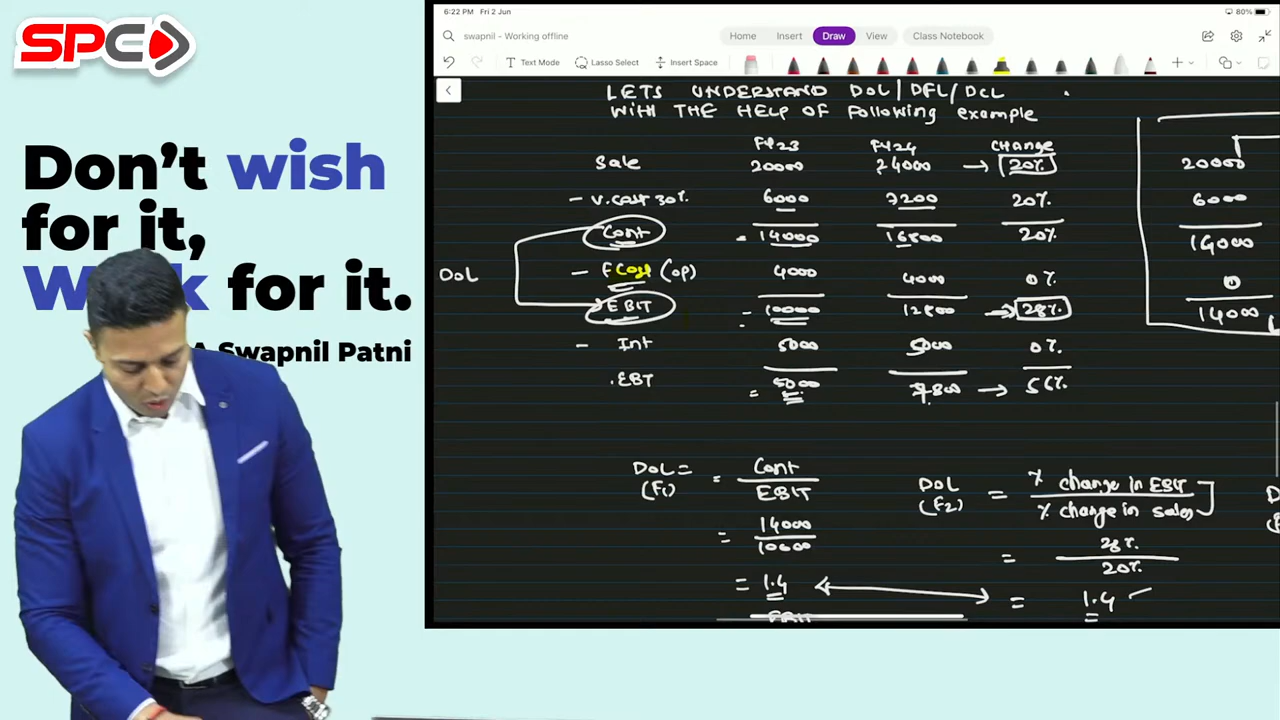 SPC
Don't wish
for it,
W k for it.
A Swapnil Patni
6:22 PM Fri 2 Jun
80%
swapnil - Working offline
Home Insert Draw View Class Notebook
Text Mode Lasso Select Insert Space
LETS UNDERSTAND DOL/DFL/DCL
WITH THE HELP OF Following example
FY23 FY24 CHANGE
Sale 20000 24000 → 20% 20000
- V.cost 30% 6000 7200 20% 6000
Cont = 14000 16800 20% 14000
- FCost (op) 4000 4000 0% 0
DOL
EBIT = 10000 12800 → 28% 14000
- Int 5000 5000 0%
.EBT = 5000 7800 → 56%
DOL = = Cont / EBIT
(F1)
= 14000 / 10000
= 1.4
DOL = % change in EBIT / % change in sales
(F2)
= 28% / 20%
= 1.4